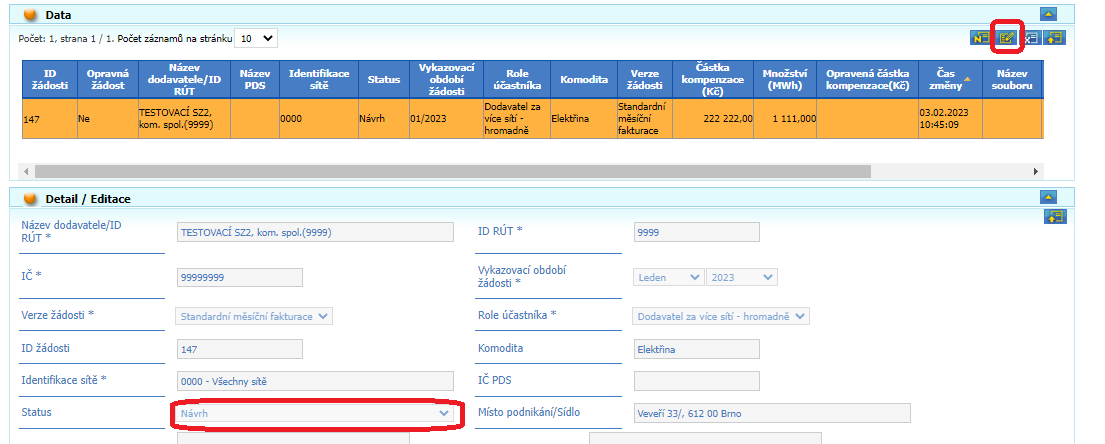 Data
Počet: 1, strana 1 / 1. Počet záznamů na stránku 10
ID žádosti
Opravná žádost
Název dodavatele/ID RÚT
Název PDS
Identifikace sítě
Status
Vykazovací období žádosti
Role účastníka
Komodita
Verze žádosti
Částka kompenzace (Kč)
Množství (MWh)
Opravená částka kompenzace(Kč)
Čas změny
Název souboru
147
Ne
TESTOVACÍ SZ2, kom. spol.(9999)
0000
Návrh
01/2023
Dodavatel za více sítí - hromadně
Elektřina
Standardní měsíční fakturace
222 222,00
1 111,000
03.02.2023 10:45:09
Detail / Editace
Název dodavatele/ID RÚT *
TESTOVACÍ SZ2, kom. spol.(9999)
ID RÚT *
9999
IČ *
99999999
Vykazovací období žádosti *
Leden
2023
Verze žádosti *
Standardní měsíční fakturace
Role účastníka *
Dodavatel za více sítí - hromadně
ID žádosti
147
Komodita
Elektřina
Identifikace sítě *
0000 - Všechny sítě
IČ PDS
Status
Návrh
Místo podnikání/Sídlo
Veveří 33/, 612 00 Brno